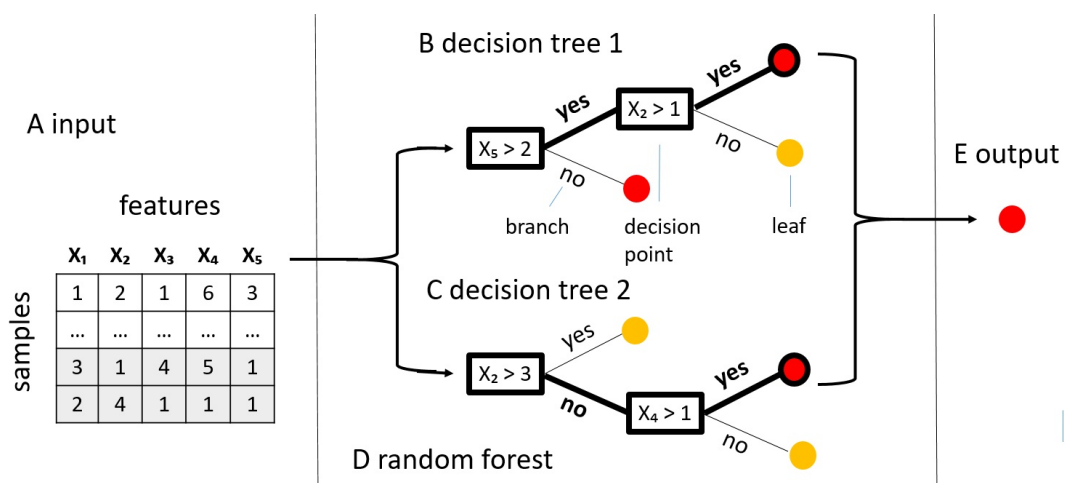 A input
features
samples
X₁ X₂ X₃ X₄ X₅
1 2 1 6 3
... ... ... ... ...
3 1 4 5 1
2 4 1 1 1
B decision tree 1
X₅ > 2
yes
no
X₂ > 1
yes
no
branch
decision
point
leaf
C decision tree 2
X₂ > 3
yes
no
X₄ > 1
yes
no
D random forest
E output